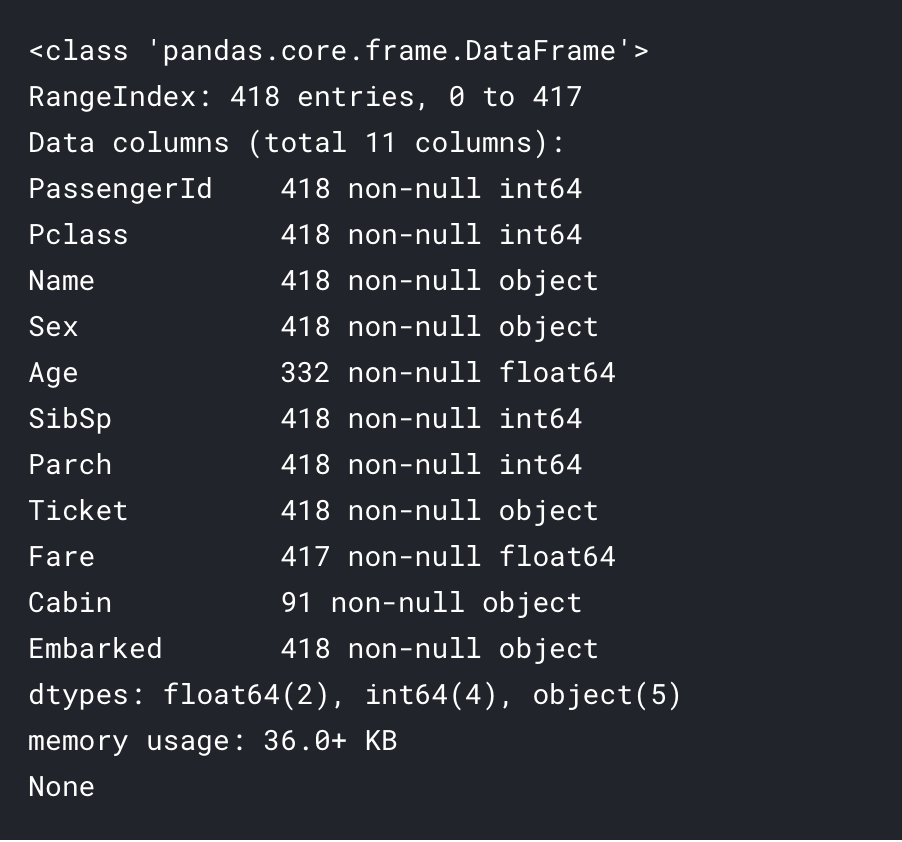 <class 'pandas.core.frame.DataFrame'>
RangeIndex: 418 entries, 0 to 417
Data columns (total 11 columns):
PassengerId    418 non-null int64
Pclass         418 non-null int64
Name           418 non-null object
Sex            418 non-null object
Age            332 non-null float64
SibSp          418 non-null int64
Parch          418 non-null int64
Ticket         418 non-null object
Fare           417 non-null float64
Cabin          91 non-null object
Embarked       418 non-null object
dtypes: float64(2), int64(4), object(5)
memory usage: 36.0+ KB
None